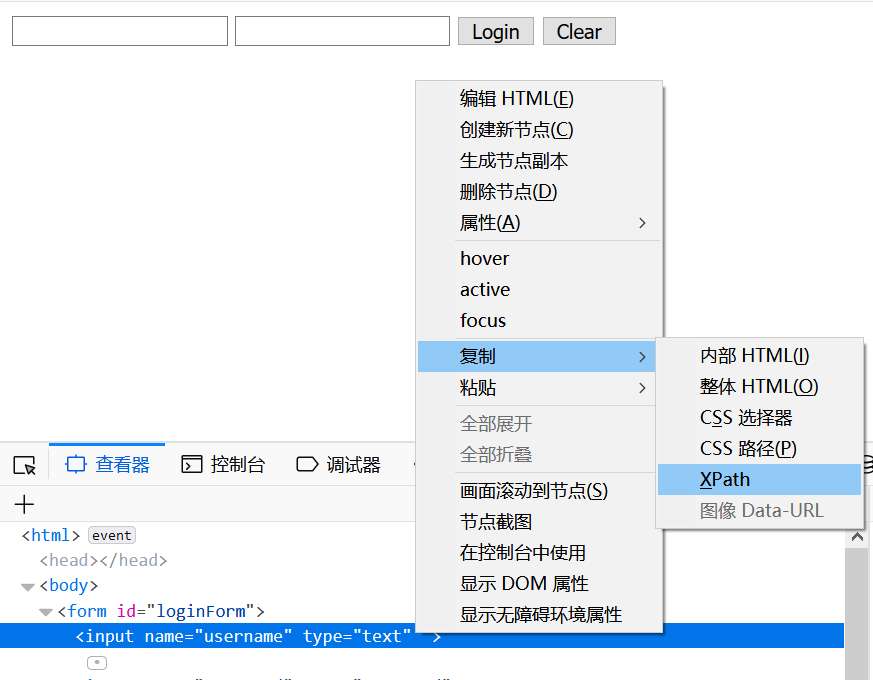 Login Clear
编辑 HTML(E)
创建新节点(C)
生成节点副本
删除节点(D)
属性(A)
hover
active
focus
复制
粘贴
全部展开
全部折叠
画面滚动到节点(S)
节点截图
在控制台中使用
显示 DOM 属性
显示无障碍环境属性
内部 HTML(I)
整体 HTML(O)
CSS 选择器
CSS 路径(P)
XPath
图像 Data-URL
查看器 控制台 调试器
<html> event
<head></head>
<body>
<form id="loginForm">
<input name="username" type="text" >